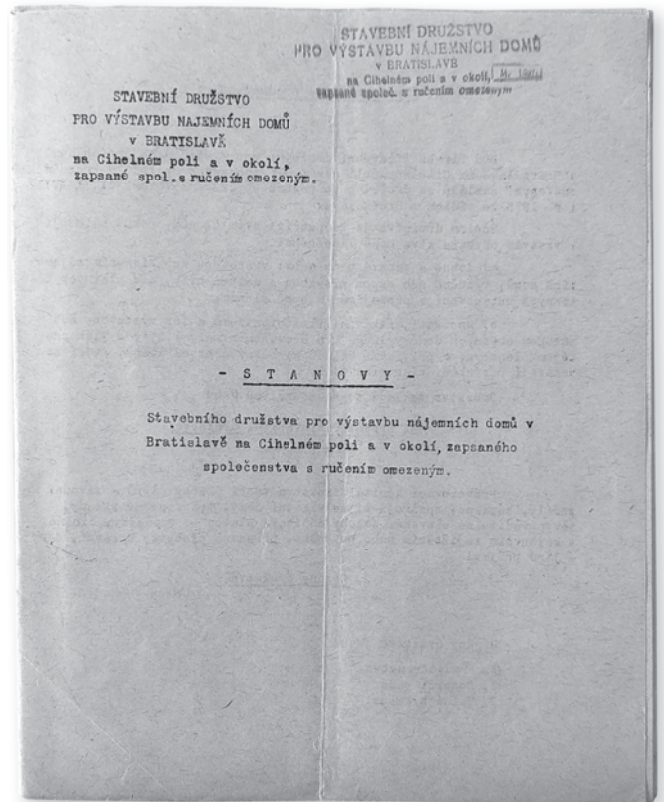 STAVEBNÍ DRUŽSTVO
PRO VÝSTAVBU NÁJEMNÍCH DOMŮ
V BRATISLAVĚ
na Cihelném poli a v okolí,
zapsané společ. s ručením omezeným
STAVEBNÍ DRUŽSTVO
PRO VÝSTAVBU NAJEMNÍCH DOMŮ
v BRATISLAVĚ
na Cihelném poli a v okolí,
zapsané spol.s ručením omezeným.
- S T A N O V Y -
Stavebního družstva pro výstavbu nájemních domů v
Bratislavě na Cihelném poli a v okolí, zapsaného
společenstva s ručením omezeným.